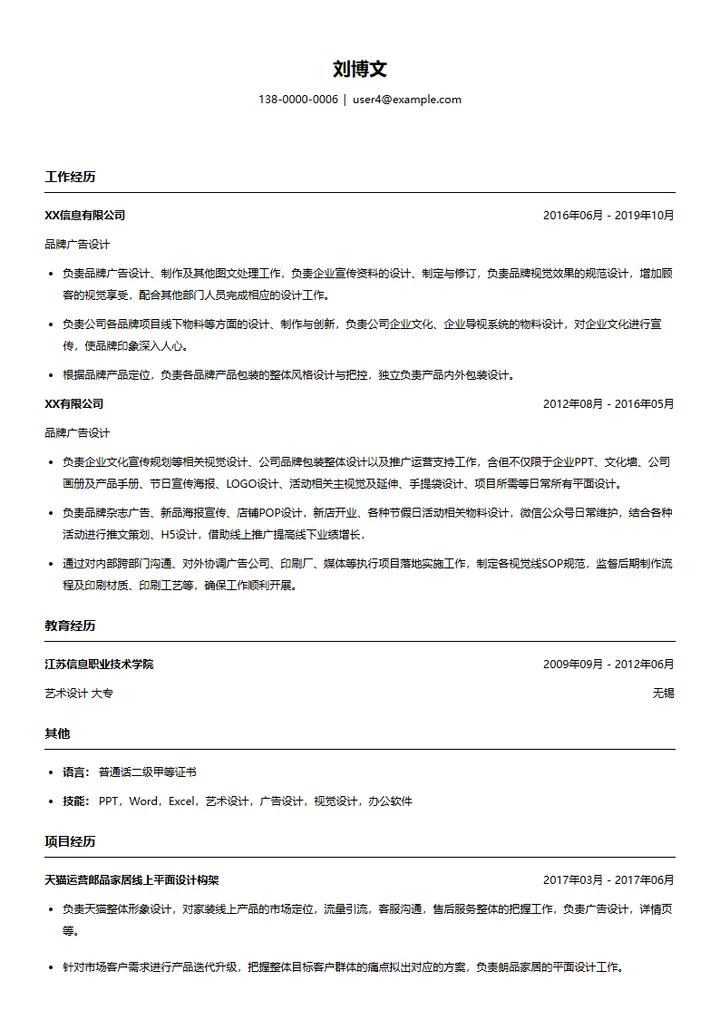 刘博文
138-0000-0006 | user4@example.com
工作经历
XX信息有限公司 2016年06月 - 2019年10月
品牌广告设计
• 负责品牌广告设计、制作及其他图文处理工作，负责企业宣传资料的设计、制定与修订，负责品牌视觉效果的规范设计，增加顾
客的视觉享受，配合其他部门人员完成相应的设计工作。
• 负责公司各品牌项目线下物料等方面的设计、制作与创新，负责公司企业文化、企业导视系统的物料设计，对企业文化进行宣
传，使品牌印象深入人心。
• 根据品牌产品定位，负责各品牌产品包装的整体风格设计与把控，独立负责产品内外包装设计。
XX有限公司 2012年08月 - 2016年05月
品牌广告设计
• 负责企业文化宣传规划等相关视觉设计、公司品牌包装整体设计以及推广运营支持工作，含但不仅限于企业PPT、文化墙、公司
画册及产品手册、节日宣传海报、LOGO设计、活动相关主视觉及延伸、手提袋设计、项目所需等日常所有平面设计。
• 负责品牌杂志广告、新品海报宣传、店铺POP设计，新店开业、各种节假日活动相关物料设计，微信公众号日常维护，结合各种
活动进行推文策划、H5设计，借助线上推广提高线下业绩增长，
• 通过对内部跨部门沟通、对外协调广告公司、印刷厂、媒体等执行项目落地实施工作，制定各视觉线SOP规范，监督后期制作流
程及印刷材质、印刷工艺等，确保工作顺利开展。
教育经历
江苏信息职业技术学院 2009年09月 - 2012年06月
艺术设计 大专 无锡
其他
• 语言： 普通话二级甲等证书
• 技能： PPT，Word，Excel，艺术设计，广告设计，视觉设计，办公软件
项目经历
天猫运营郎品家居线上平面设计构架 2017年03月 - 2017年06月
• 负责天猫整体形象设计，对家装线上产品的市场定位，流量引流，客服沟通，售后服务整体的把握工作，负责广告设计，详情页
等。
• 针对市场客户需求进行产品迭代升级，把握整体目标客户群体的痛点拟出对应的方案，负责朗品家居的平面设计工作。